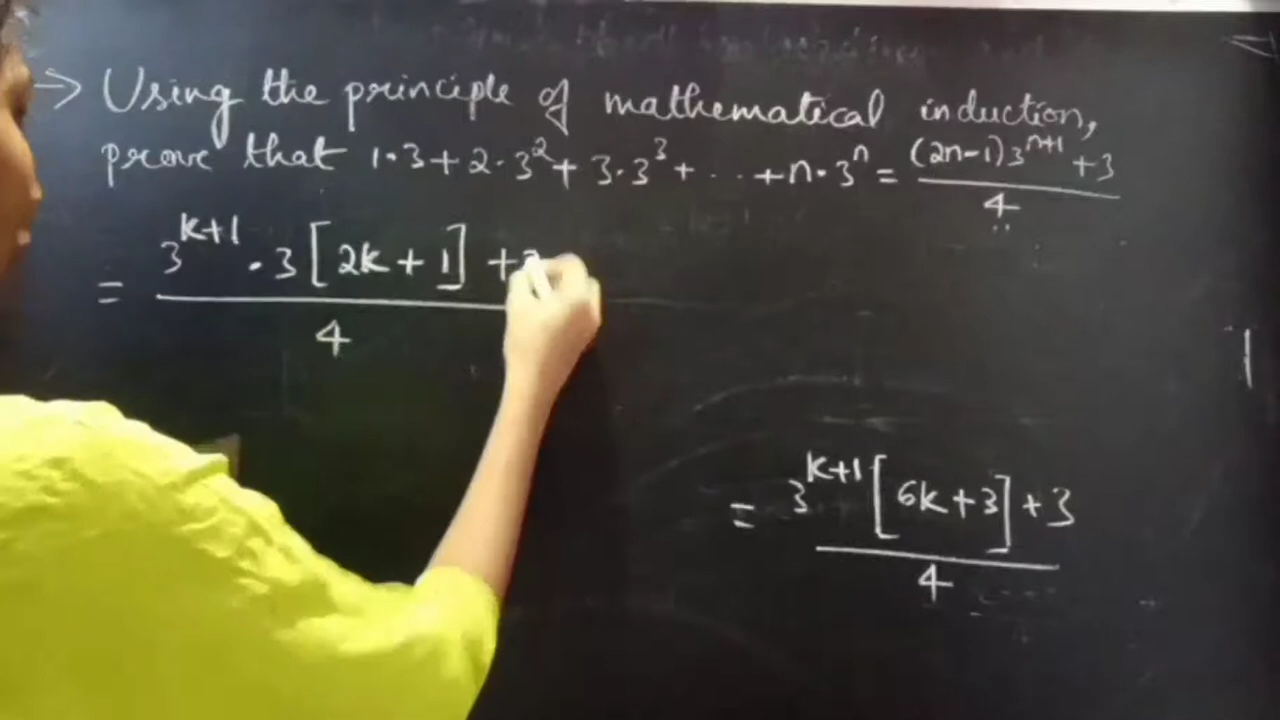 → Using the principle of mathematical induction,
prove that 1·3+2·3²+3·3³+...+n·3ⁿ = ((2n-1)3ⁿ⁺¹+3)/4
= (3ᵏ⁺¹·3[2k+1]+)/4
= (3ᵏ⁺¹[6k+3]+3)/4